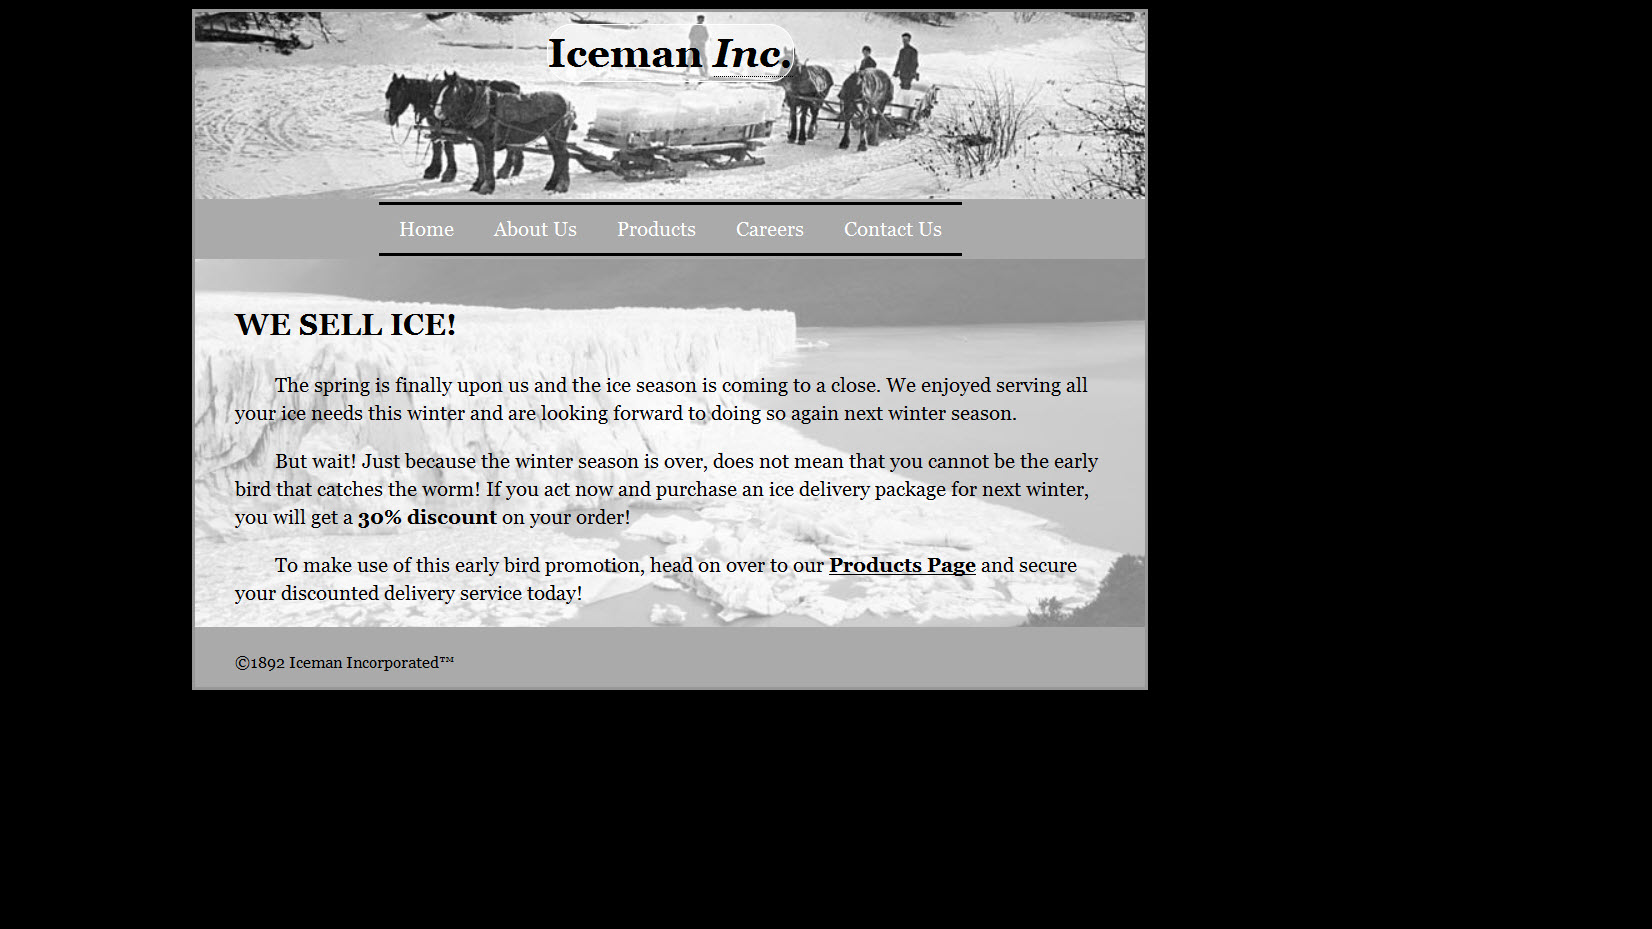 Iceman Inc.
Home About Us Products Careers Contact Us
WE SELL ICE!
The spring is finally upon us and the ice season is coming to a close. We enjoyed serving all
your ice needs this winter and are looking forward to doing so again next winter season.
But wait! Just because the winter season is over, does not mean that you cannot be the early
bird that catches the worm! If you act now and purchase an ice delivery package for next winter,
you will get a 30% discount on your order!
To make use of this early bird promotion, head on over to our Products Page and secure
your discounted delivery service today!
©1892 Iceman Incorporated™